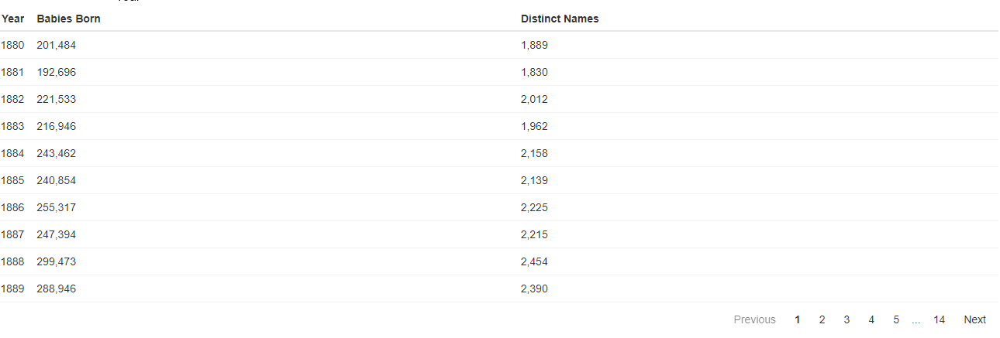 Year
Year Babies Born Distinct Names
1880 201,484 1,889
1881 192,696 1,830
1882 221,533 2,012
1883 216,946 1,962
1884 243,462 2,158
1885 240,854 2,139
1886 255,317 2,225
1887 247,394 2,215
1888 299,473 2,454
1889 288,946 2,390
Previous 1 2 3 4 5 ... 14 Next